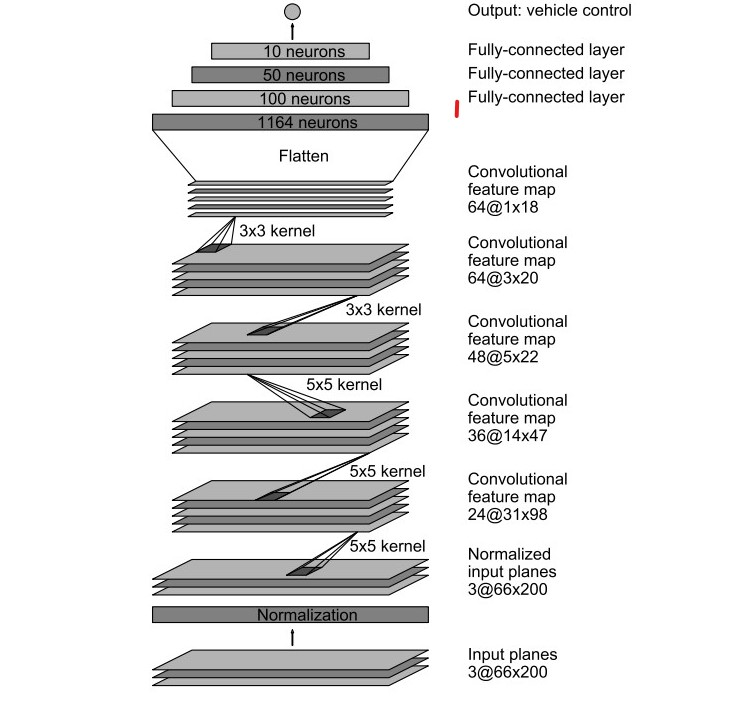 Output: vehicle control
10 neurons
Fully-connected layer
50 neurons
Fully-connected layer
100 neurons
Fully-connected layer
1164 neurons
Flatten
Convolutional
feature map
64@1x18
3x3 kernel
Convolutional
feature map
64@3x20
3x3 kernel
Convolutional
feature map
48@5x22
5x5 kernel
Convolutional
feature map
36@14x47
5x5 kernel
Convolutional
feature map
24@31x98
5x5 kernel
Normalized
input planes
3@66x200
Normalization
Input planes
3@66x200